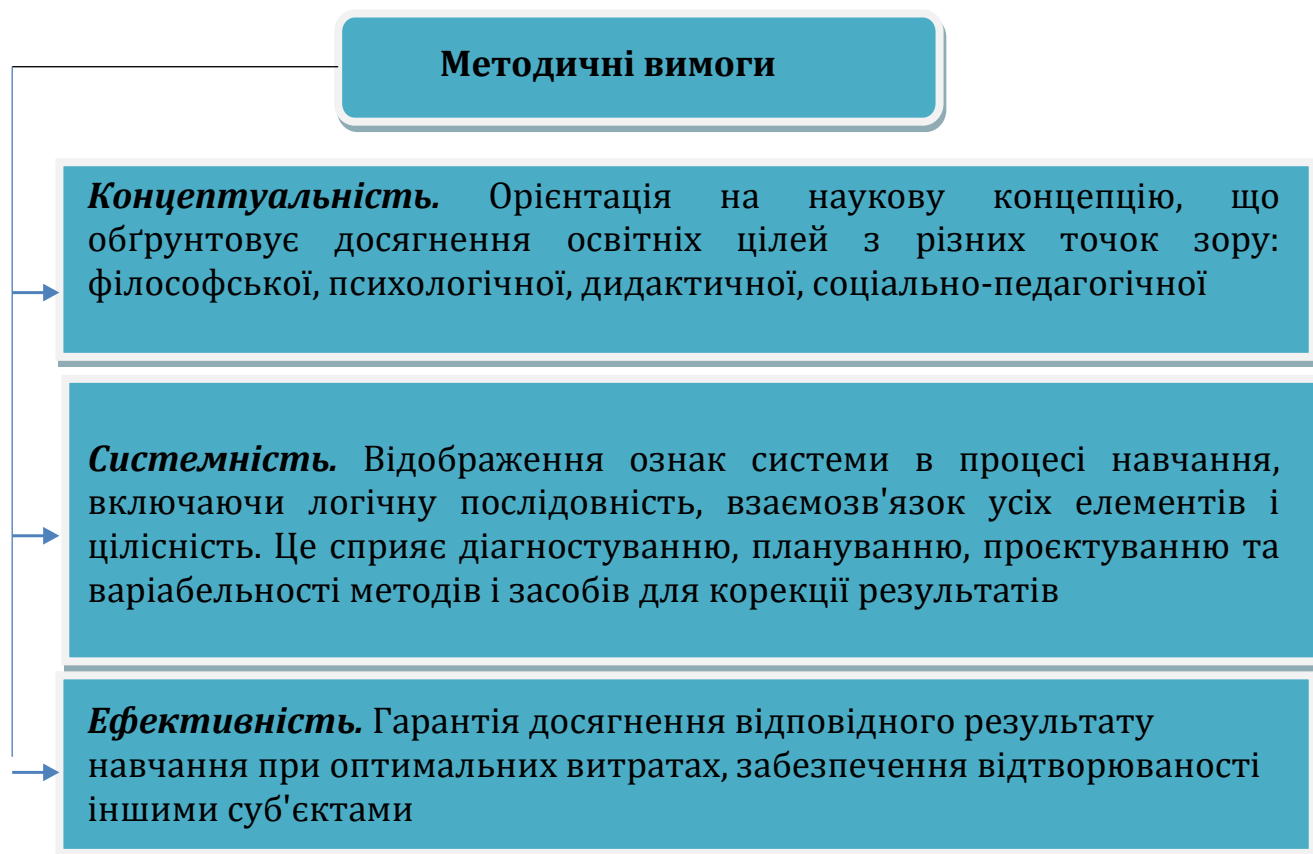 Методичні вимоги
Концептуальність. Орієнтація на наукову концепцію, що
обґрунтовує досягнення освітніх цілей з різних точок зору:
філософської, психологічної, дидактичної, соціально-педагогічної
Системність. Відображення ознак системи в процесі навчання,
включаючи логічну послідовність, взаємозв'язок усіх елементів і
цілісність. Це сприяє діагностуванню, плануванню, проєктуванню та
варіабельності методів і засобів для корекції результатів
Ефективність. Гарантія досягнення відповідного результату
навчання при оптимальних витратах, забезпечення відтворюваності
іншими суб'єктами